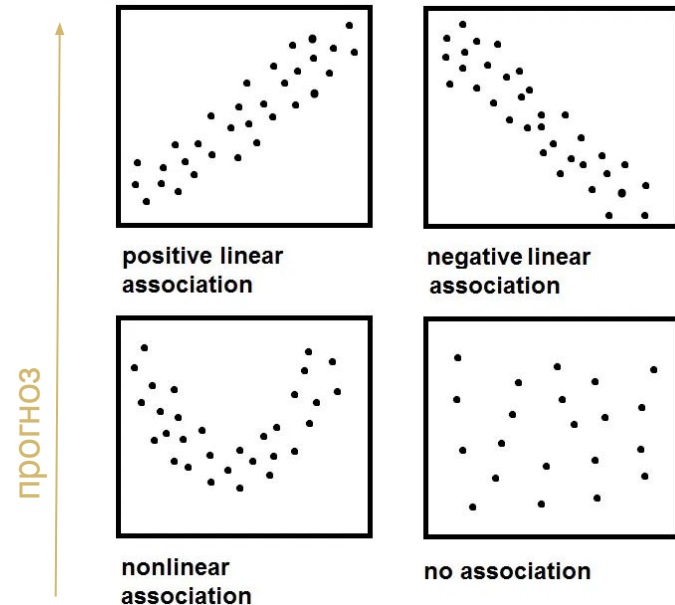 прогноз
positive linear
association
negative linear
association
nonlinear
association
no association